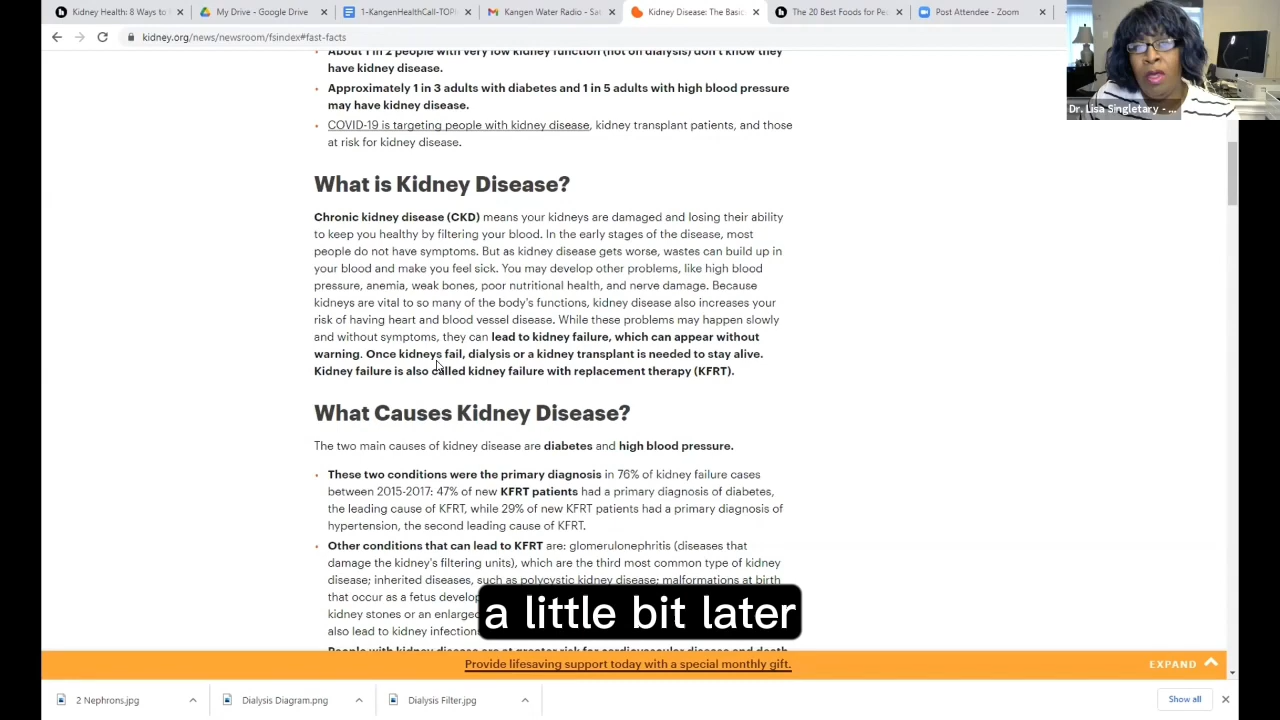 Kidney Health: 8 Ways to
My Drive - Google Drive
1-KangenHealthCall-TOP
Kangen Water Radio - Sa
Kidney Disease: The Basic
The 20 Best Foods for Pe
Post Attendee - Zoom
kidney.org/news/newsroom/fsindex#fast-facts
Dr. Lisa Singletary - ...
About 1 in 2 people with very low kidney function (not on dialysis) don't know they
have kidney disease.
Approximately 1 in 3 adults with diabetes and 1 in 5 adults with high blood pressure
may have kidney disease.
COVID-19 is targeting people with kidney disease, kidney transplant patients, and those
at risk for kidney disease.
What is Kidney Disease?
Chronic kidney disease (CKD) means your kidneys are damaged and losing their ability
to keep you healthy by filtering your blood. In the early stages of the disease, most
people do not have symptoms. But as kidney disease gets worse, wastes can build up in
your blood and make you feel sick. You may develop other problems, like high blood
pressure, anemia, weak bones, poor nutritional health, and nerve damage. Because
kidneys are vital to so many of the body's functions, kidney disease also increases your
risk of having heart and blood vessel disease. While these problems may happen slowly
and without symptoms, they can lead to kidney failure, which can appear without
warning. Once kidneys fail, dialysis or a kidney transplant is needed to stay alive.
Kidney failure is also called kidney failure with replacement therapy (KFRT).
What Causes Kidney Disease?
The two main causes of kidney disease are diabetes and high blood pressure.
These two conditions were the primary diagnosis in 76% of kidney failure cases
between 2015-2017: 47% of new KFRT patients had a primary diagnosis of diabetes,
the leading cause of KFRT, while 29% of new KFRT patients had a primary diagnosis of
hypertension, the second leading cause of KFRT.
Other conditions that can lead to KFRT are: glomerulonephritis (diseases that
damage the kidney's filtering units), which are the third most common type of kidney
disease; inherited diseases, such as polycystic kidney disease; malformations at birth
that occur as a fetus develop
kidney stones or an enlarged
also lead to kidney infection
a little bit later
People with kidney disease are at greater risk for cardiovascular disease and death
Provide lifesaving support today with a special monthly gift.
EXPAND
2 Nephrons.jpg
Dialysis Diagram.png
Dialysis Filter.jpg
Show all